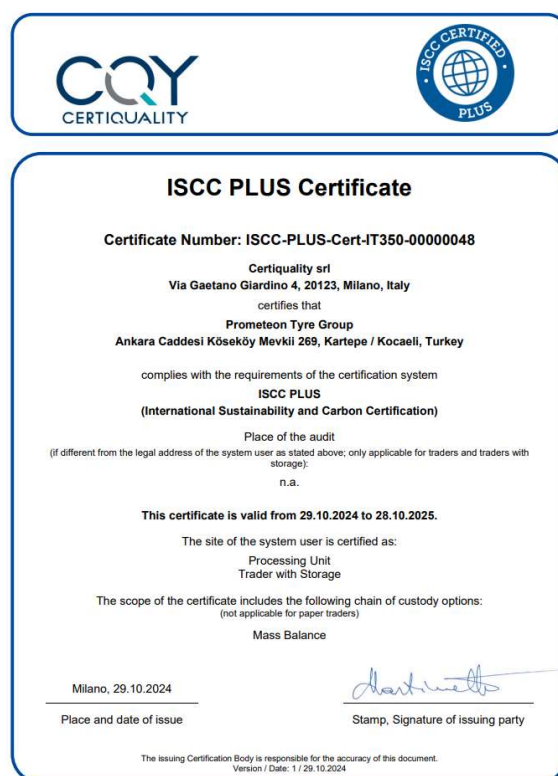 CQY
CERTIQUALITY
ISCC CERTIFIED
PLUS
ISCC PLUS Certificate
Certificate Number: ISCC-PLUS-Cert-IT350-00000048
Certiquality srl
Via Gaetano Giardino 4, 20123, Milano, Italy
certifies that
Prometeon Tyre Group
Ankara Caddesi Köseköy Mevkii 269, Kartepe / Kocaeli, Turkey
complies with the requirements of the certification system
ISCC PLUS
(International Sustainability and Carbon Certification)
Place of the audit
(if different from the legal address of the system user as stated above; only applicable for traders and traders with
storage):
n.a.
This certificate is valid from 29.10.2024 to 28.10.2025.
The site of the system user is certified as:
Processing Unit
Trader with Storage
The scope of the certificate includes the following chain of custody options:
(not applicable for paper traders)
Mass Balance
Milano, 29.10.2024
Place and date of issue
Stamp, Signature of issuing party
The issuing Certification Body is responsible for the accuracy of this document.
Version / Date: 1 / 29.10.2024